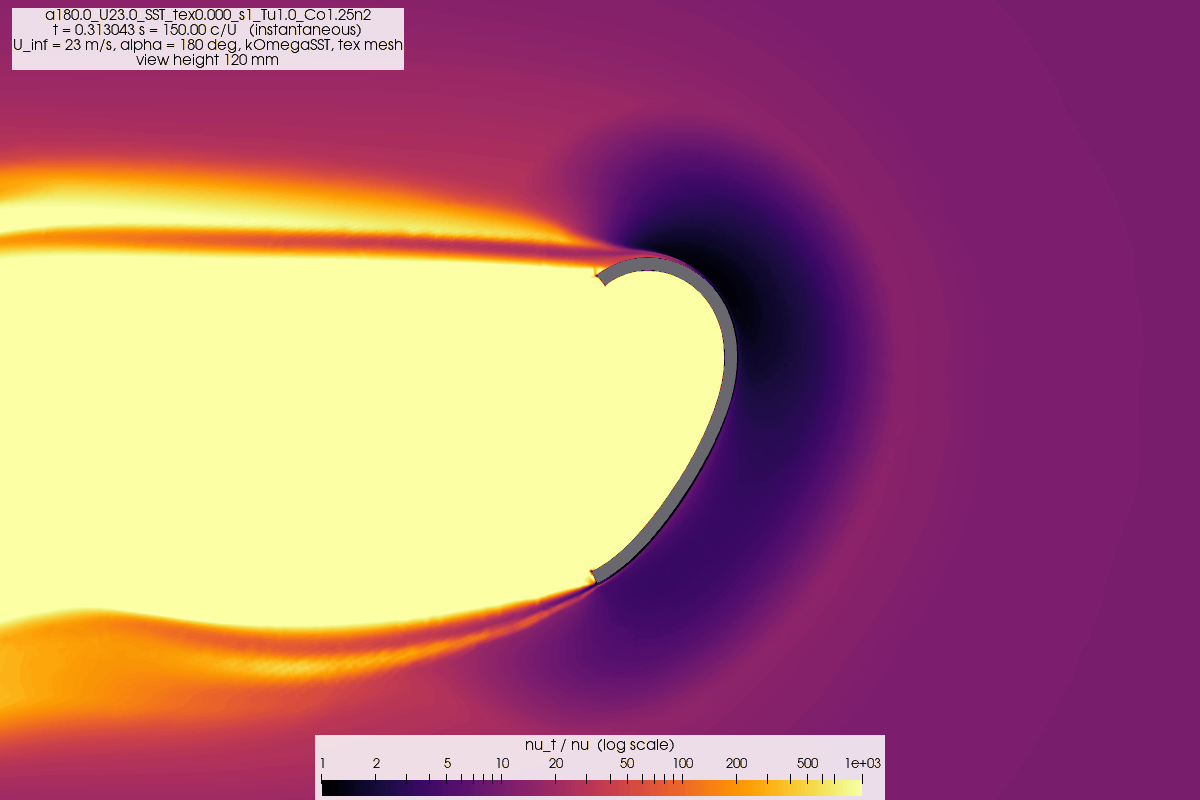 a180.0_U23.0_SST_tex0.000_s1_Tu1.0_Co1.25n2
t = 0.313043 s = 150.00 c/U (instantaneous)
U_inf = 23 m/s, alpha = 180 deg, kOmegaSST, tex mesh
view height 120 mm
nu_t / nu (log scale)
1 2 5 10 20 50 100 200 500 1e+03